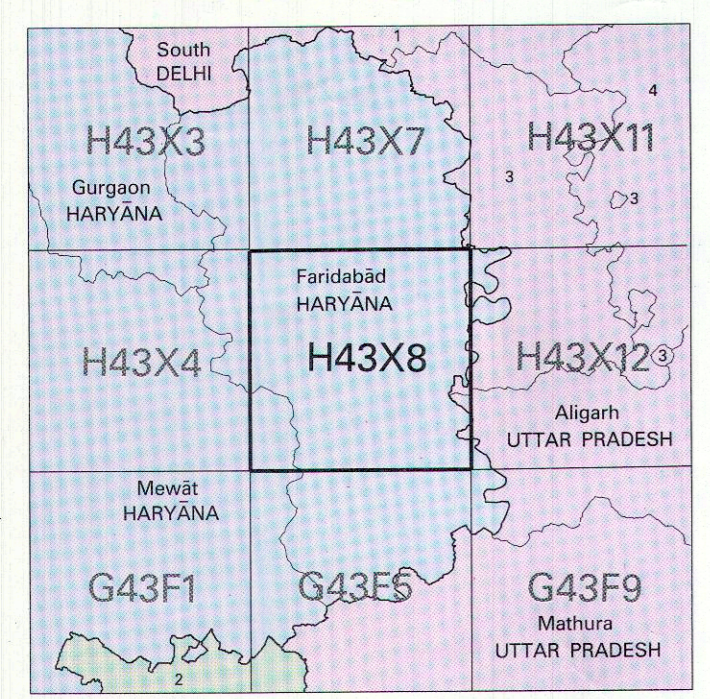 South
DELHI
1
4
H43X3
H43X7
H43X11
3
3
Gurgaon
HARYĀNA
Faridabād
HARYĀNA
H43X4
H43X8
H43X12
3
Aligarh
UTTAR PRADESH
Mewāt
HARYĀNA
G43F1
G43F5
G43F9
Mathura
UTTAR PRADESH
2